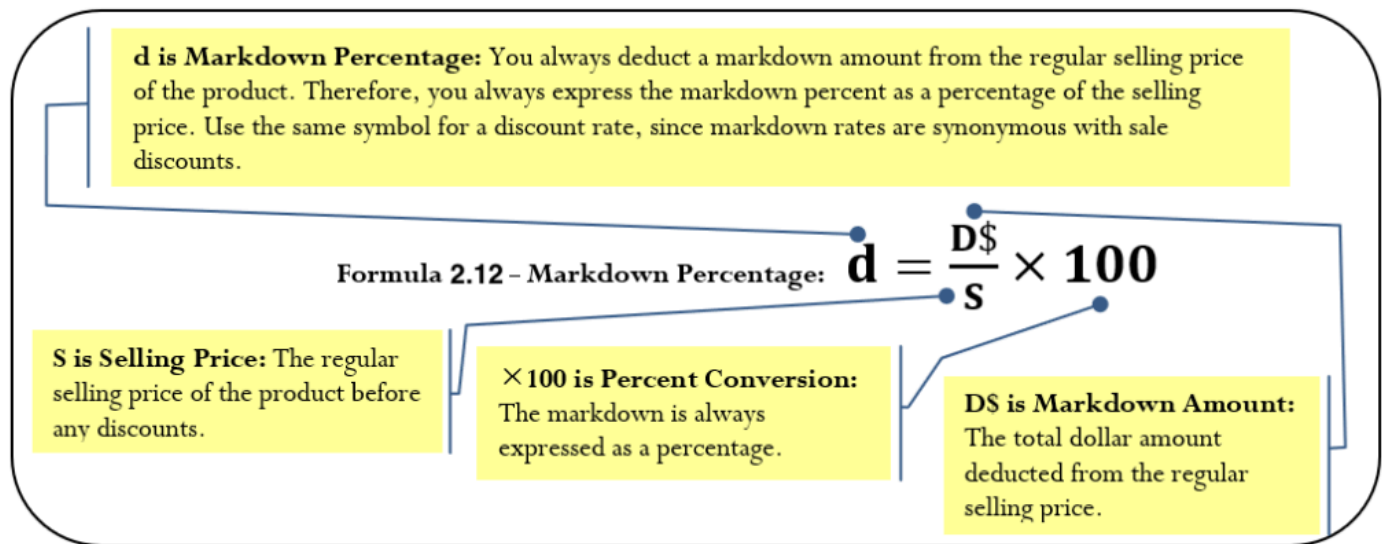 d is Markdown Percentage: You always deduct a markdown amount from the regular selling price
of the product. Therefore, you always express the markdown percent as a percentage of the selling
price. Use the same symbol for a discount rate, since markdown rates are synonymous with sale
discounts.
Formula 2.12 – Markdown Percentage: d = D$/S × 100
S is Selling Price: The regular
selling price of the product before
any discounts.
×100 is Percent Conversion:
The markdown is always
expressed as a percentage.
D$ is Markdown Amount:
The total dollar amount
deducted from the regular
selling price.